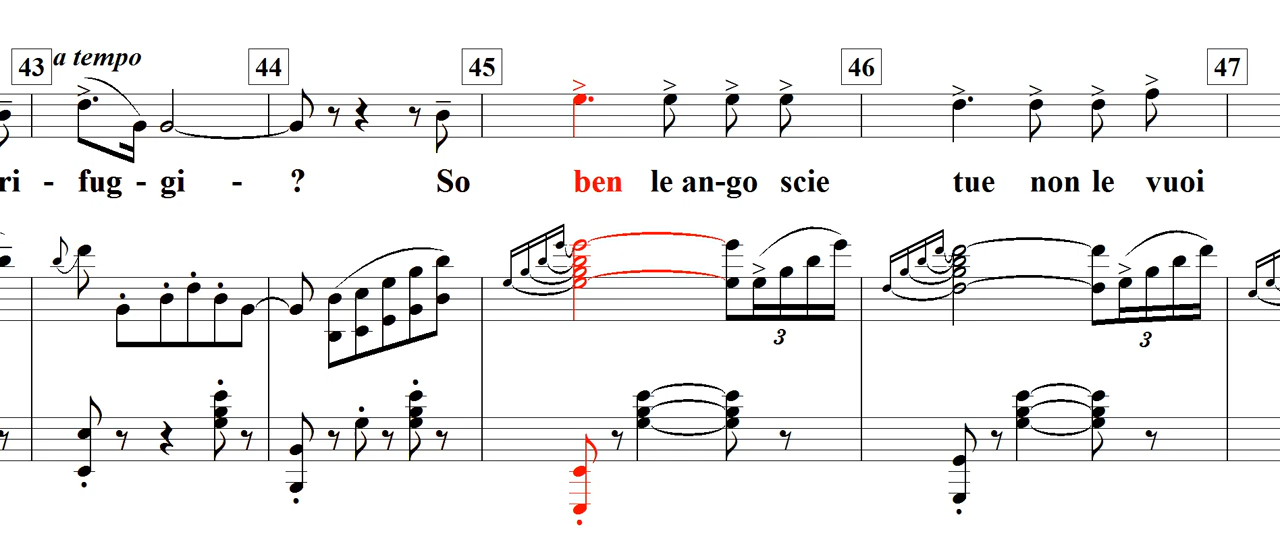 43 a tempo 44 45 46 47
ri - fug - gi - ? So ben le an-go scie tue non le vuoi
3 3